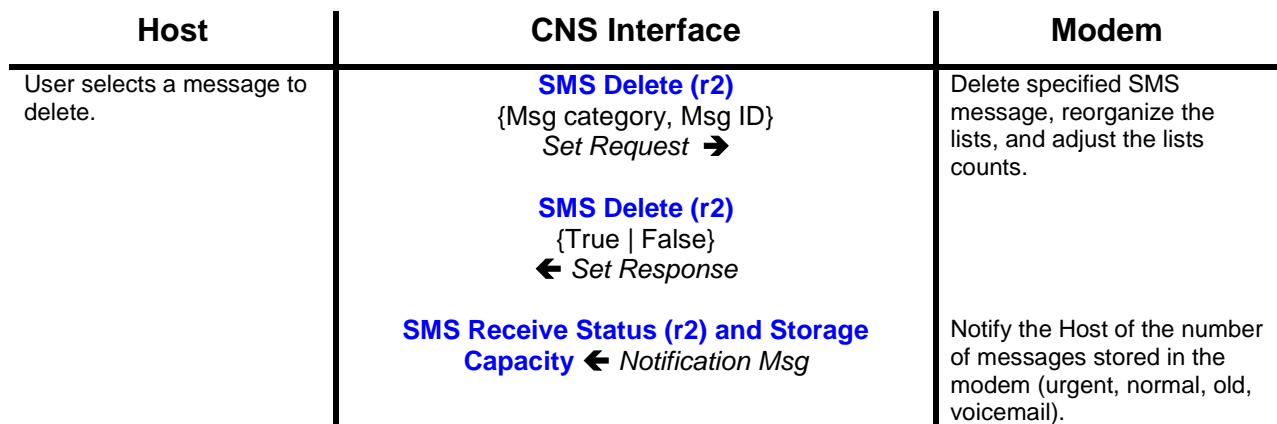 Host
CNS Interface
Modem
User selects a message to
delete.
SMS Delete (r2)
{Msg category, Msg ID}
Set Request ➔
Delete specified SMS
message, reorganize the
lists, and adjust the lists
counts.
SMS Delete (r2)
{True | False}
🡸 Set Response
SMS Receive Status (r2) and Storage
Capacity 🡸 Notification Msg
Notify the Host of the number
of messages stored in the
modem (urgent, normal, old,
voicemail).